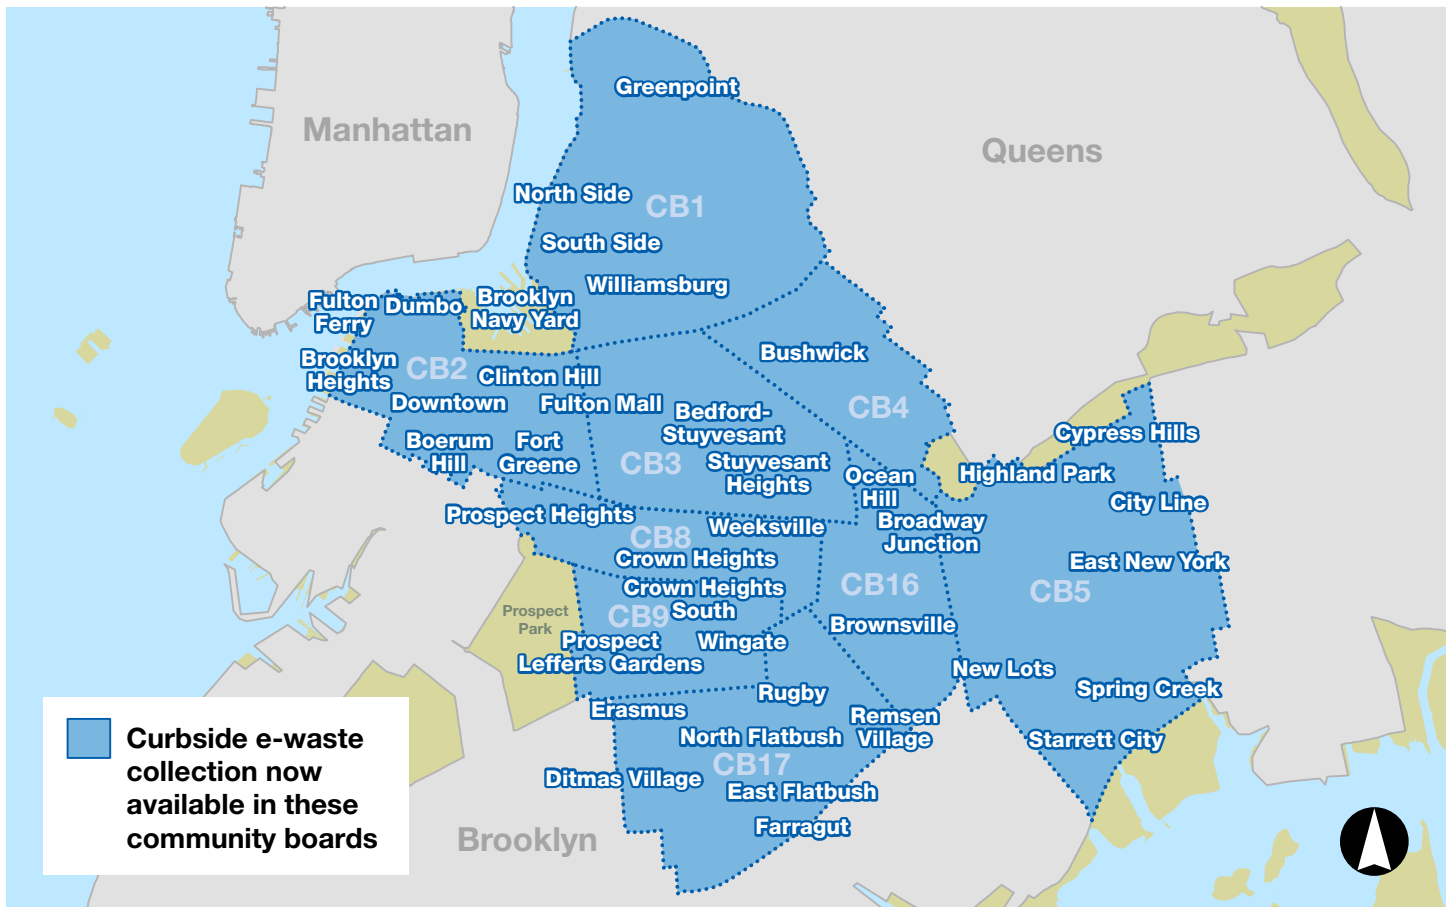 Greenpoint
Manhattan
Queens
North Side
CB1
South Side
Williamsburg
Fulton
Ferry
Dumbo
Brooklyn
Navy Yard
Brooklyn
Heights
CB2
Clinton Hill
Bushwick
Downtown
Fulton Mall
Bedford-
Stuyvesant
CB4
Boerum
Hill
Fort
Greene
CB3
Stuyvesant
Heights
Ocean
Hill
Cypress Hills
Highland Park
City Line
Prospect Heights
CB8
Weeksville
Broadway
Junction
Crown Heights
East New York
Crown Heights
South
CB9
CB16
CB5
Prospect
Park
Prospect
Lefferts Gardens
Wingate
Brownsville
New Lots
Rugby
Spring Creek
Erasmus
Remsen
Village
North Flatbush
Starrett City
CB17
Ditmas Village
East Flatbush
Farragut
Brooklyn
Curbside e-waste
collection now
available in these
community boards